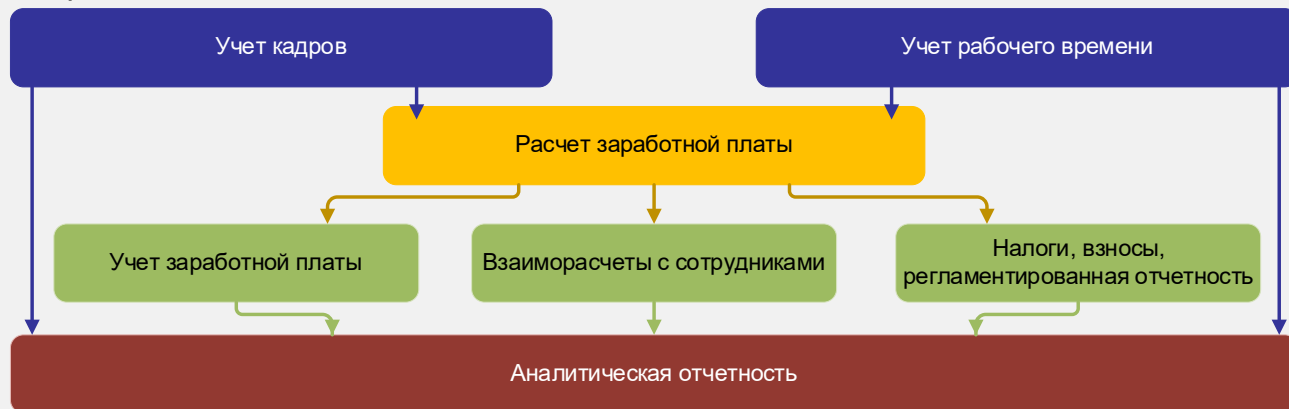 Учет кадров
Учет рабочего времени
Расчет заработной платы
Учет заработной платы
Взаиморасчеты с сотрудниками
Налоги, взносы,
регламентированная отчетность
Аналитическая отчетность